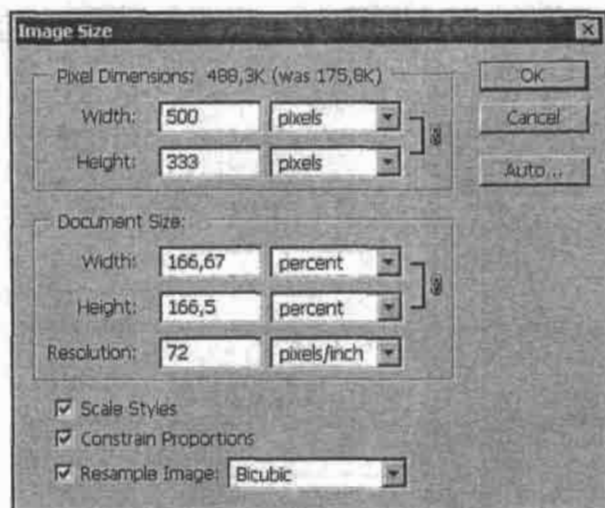 Image Size
Pixel Dimensions: 488,3K (was 175,8K)
OK
Width: 500 pixels
Cancel
Height: 333 pixels
Auto...
Document Size:
Width: 166,67 percent
Height: 166,5 percent
Resolution: 72 pixels/inch
Scale Styles
Constrain Proportions
Resample Image: Bicubic